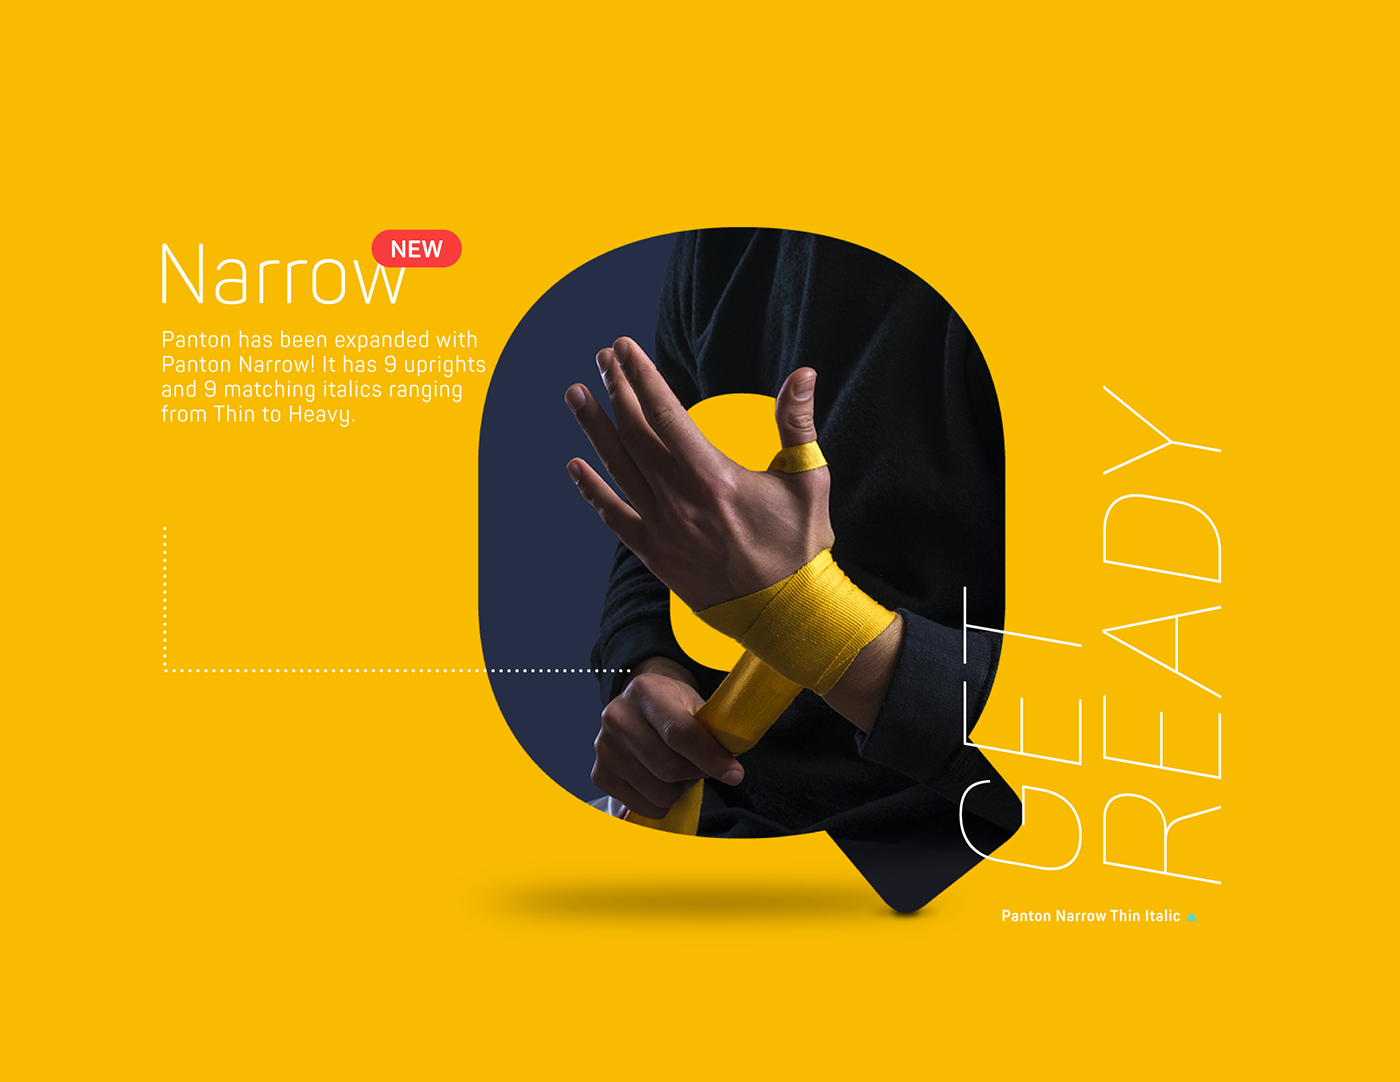 Narrow
NEW
Panton has been expanded with
Panton Narrow! It has 9 uprights
and 9 matching italics ranging
from Thin to Heavy.
Q
GET
READY
Panton Narrow Thin Italic